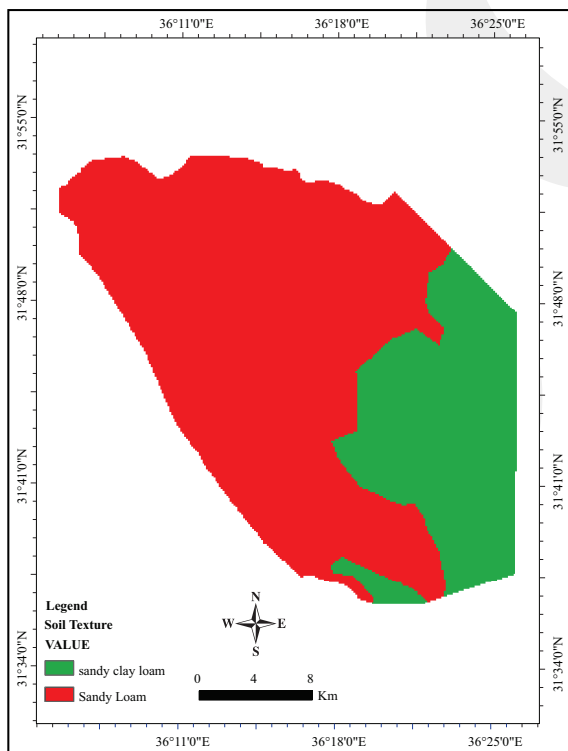 36°11'0"E 36°18'0"E 36°25'0"E
31°55'0"N 31°55'0"N
31°48'0"N 31°48'0"N
31°41'0"N 31°41'0"N
31°34'0"N 31°34'0"N
N
W E
S
Legend
Soil Texture
VALUE
sandy clay loam
Sandy Loam
0 4 8
Km
36°11'0"E 36°18'0"E 36°25'0"E